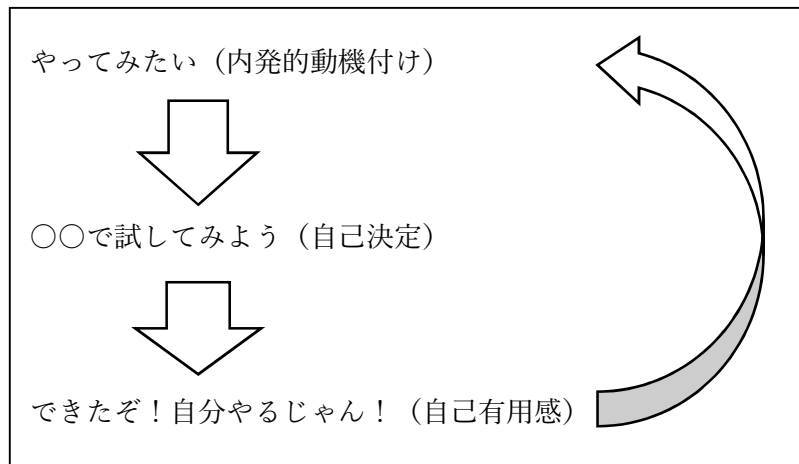 やってみたい（内発的動機付け）
○○で試してみよう（自己決定）
できたぞ！自分やるじゃん！（自己有用感）